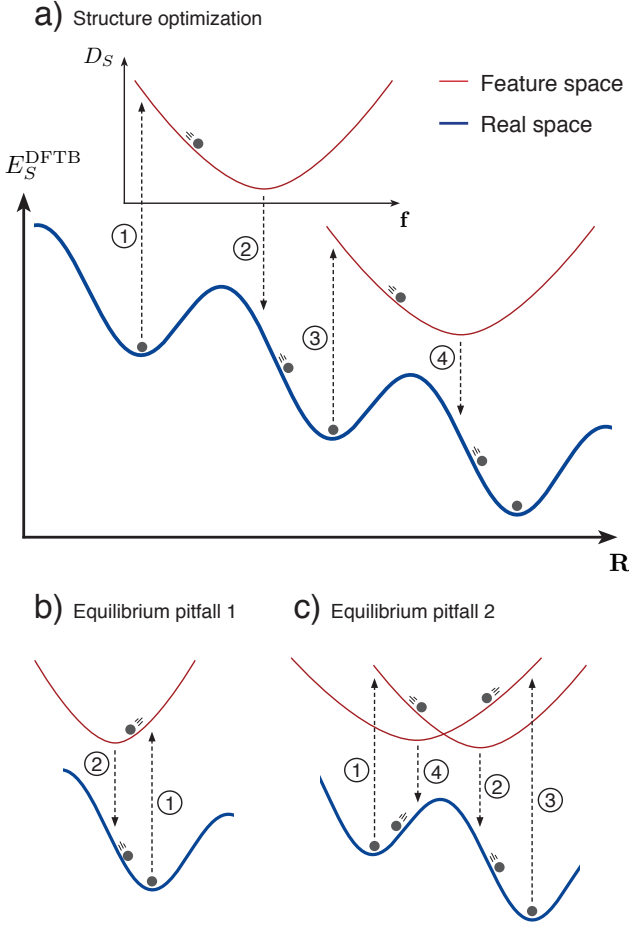 a) Structure optimization
D_S
Feature space
Real space
E_S^DFTB
f
①
②
③
④
R
b) Equilibrium pitfall 1
c) Equilibrium pitfall 2
②
①
①
④
②
③